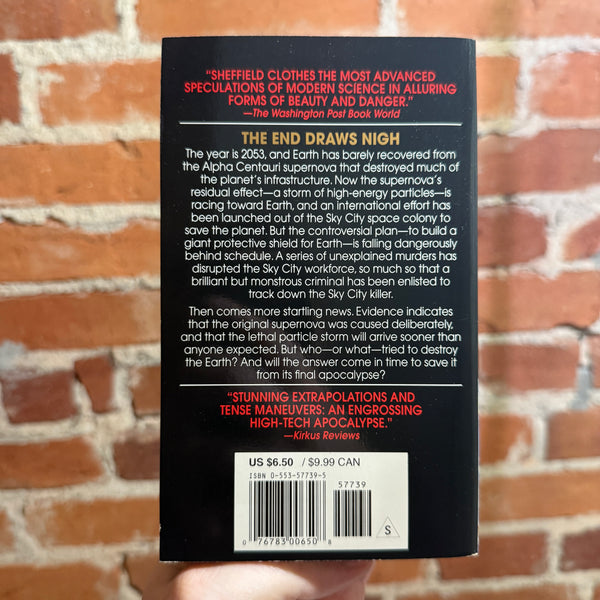 "SHEFFIELD CLOTHES THE MOST ADVANCED
SPECULATIONS OF MODERN SCIENCE IN ALLURING
FORMS OF BEAUTY AND DANGER."
—The Washington Post Book World
THE END DRAWS NIGH
The year is 2053, and Earth has barely recovered from
the Alpha Centauri supernova that destroyed much of
the planet's infrastructure. Now the supernova's
residual effect—a storm of high-energy particles—is
racing toward Earth, and an international effort has
been launched out of the Sky City space colony to
save the planet. But the controversial plan—to build a
giant protective shield for Earth—is falling dangerously
behind schedule. A series of unexplained murders has
disrupted the Sky City workforce, so much so that a
brilliant but monstrous criminal has been enlisted to
track down the Sky City killer.
Then comes more startling news. Evidence indicates
that the original supernova was caused deliberately,
and that the lethal particle storm will arrive sooner than
anyone expected. But who—or what—tried to destroy
the Earth? And will the answer come in time to save it
from its final apocalypse?
"STUNNING EXTRAPOLATIONS AND
TENSE MANEUVERS: AN ENGROSSING
HIGH-TECH APOCALYPSE."
—Kirkus Reviews
US $6.50 / $9.99 CAN
ISBN 0-553-57739-5
57739
S
0 76783 00650 8